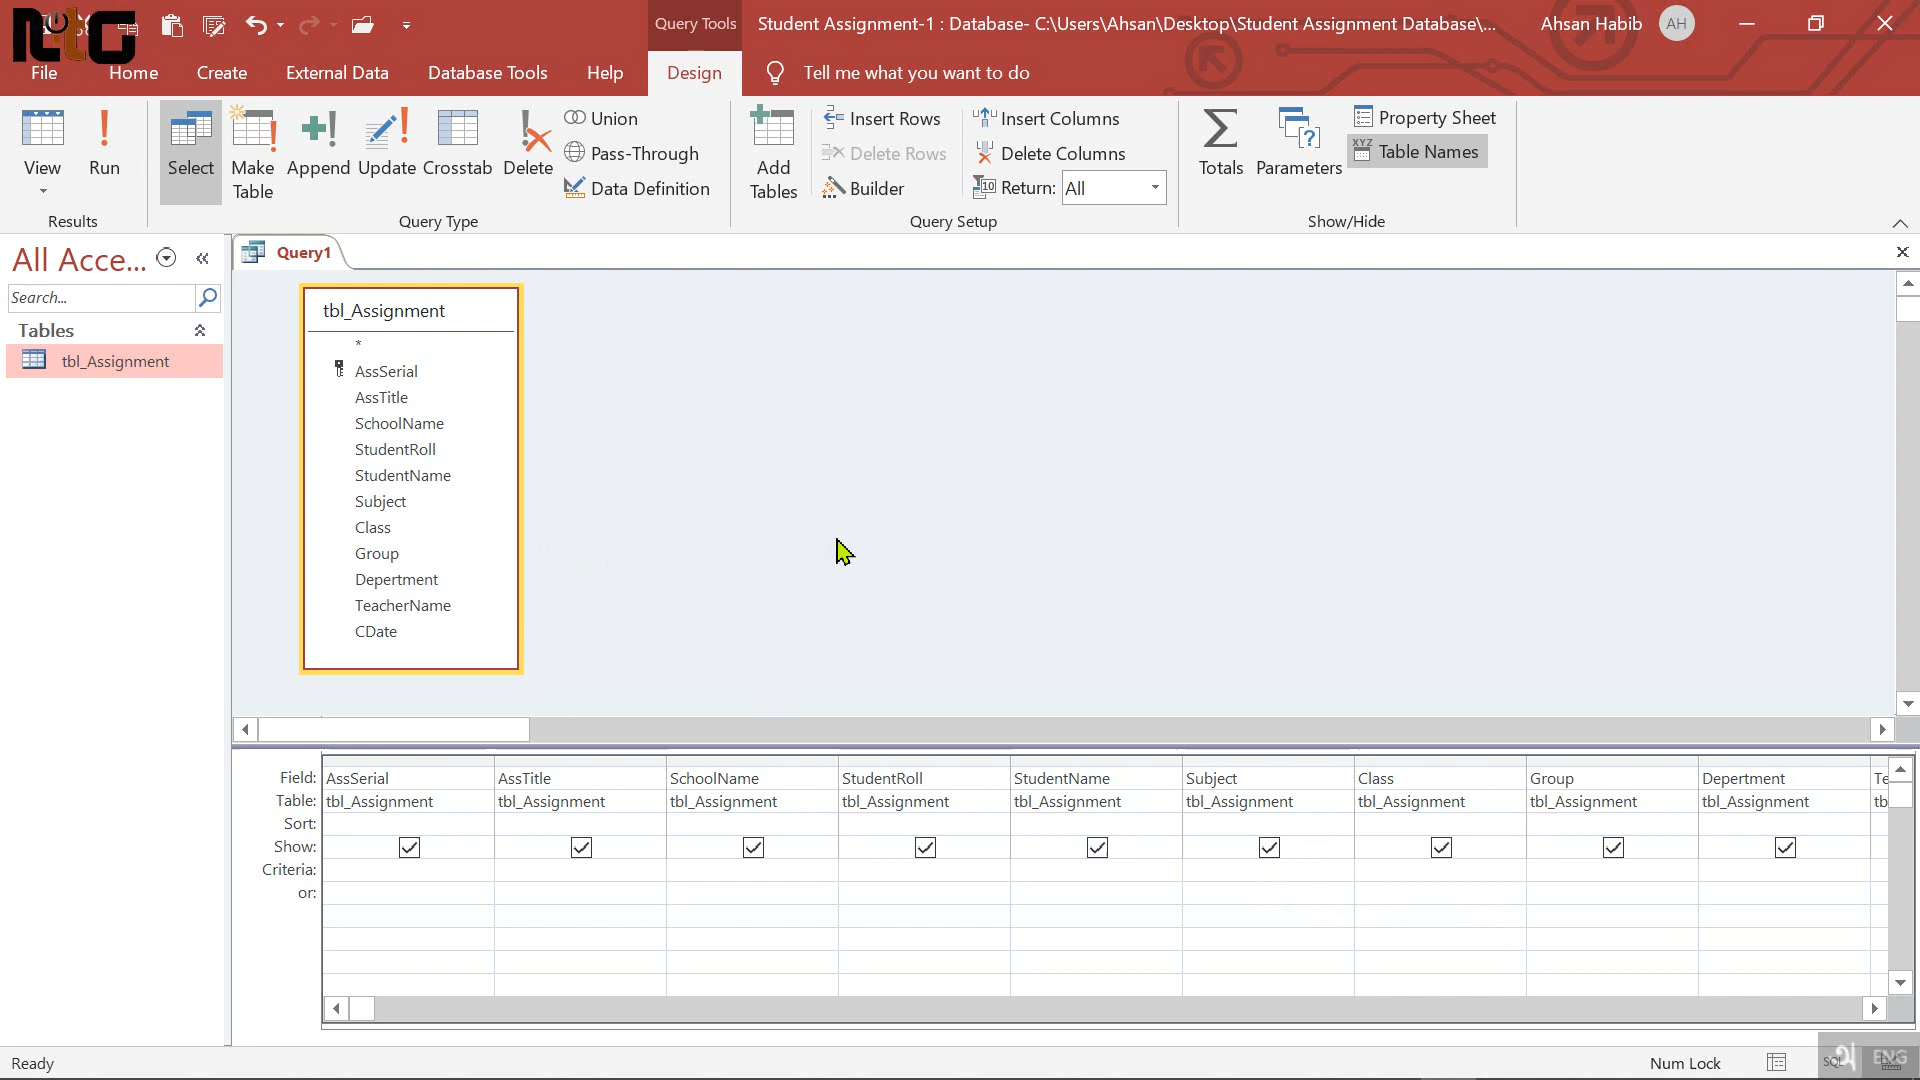 NtG
Query Tools
Student Assignment-1 : Database- C:\Users\Ahsan\Desktop\Student Assignment Database\...
Ahsan Habib
AH
File
Home
Create
External Data
Database Tools
Help
Design
Tell me what you want to do
View
Run
Select
Make Table
Append
Update
Crosstab
Delete
Union
Pass-Through
Data Definition
Add Tables
Insert Rows
Delete Rows
Builder
Insert Columns
Delete Columns
Return: All
Totals
Parameters
Property Sheet
Table Names
Results
Query Type
Query Setup
Show/Hide
All Acce...
Search...
Tables
tbl_Assignment
Query1
tbl_Assignment
*
AssSerial
AssTitle
SchoolName
StudentRoll
StudentName
Subject
Class
Group
Depertment
TeacherName
CDate
Field: AssSerial AssTitle SchoolName StudentRoll StudentName Subject Class Group Depertment Te
Table: tbl_Assignment tbl_Assignment tbl_Assignment tbl_Assignment tbl_Assignment tbl_Assignment tbl_Assignment tbl_Assignment tbl_Assignment tb
Sort:
Show:
Criteria:
or:
Ready
Num Lock
SQL
ENG